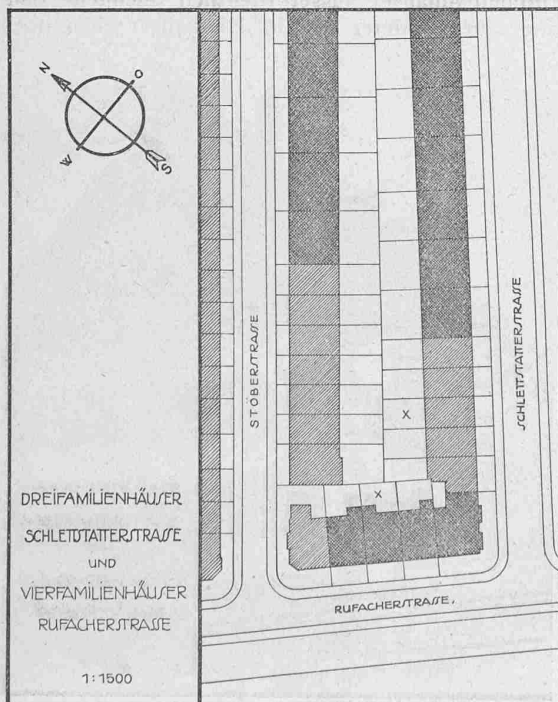 N
O
W
S
STÖBERSTRASSE
SCHLETTSTATTERSTRASSE
X
X
RUFACHERSTRASSE.
DREIFAMILIENHÄUSER
SCHLETTSTATTERSTRASSE
UND
VIERFAMILIENHÄUSER
RUFACHERSTRASSE
1:1500